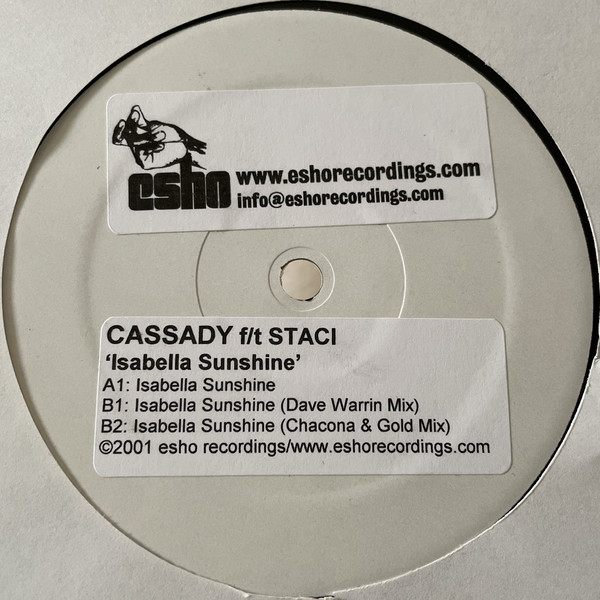 esho www.eshorecordings.com
info@eshorecordings.com
CASSADY f/t STACI
‘Isabella Sunshine’
A1: Isabella Sunshine
B1: Isabella Sunshine (Dave Warrin Mix)
B2: Isabella Sunshine (Chacona & Gold Mix)
©2001 esho recordings/www.eshorecordings.com